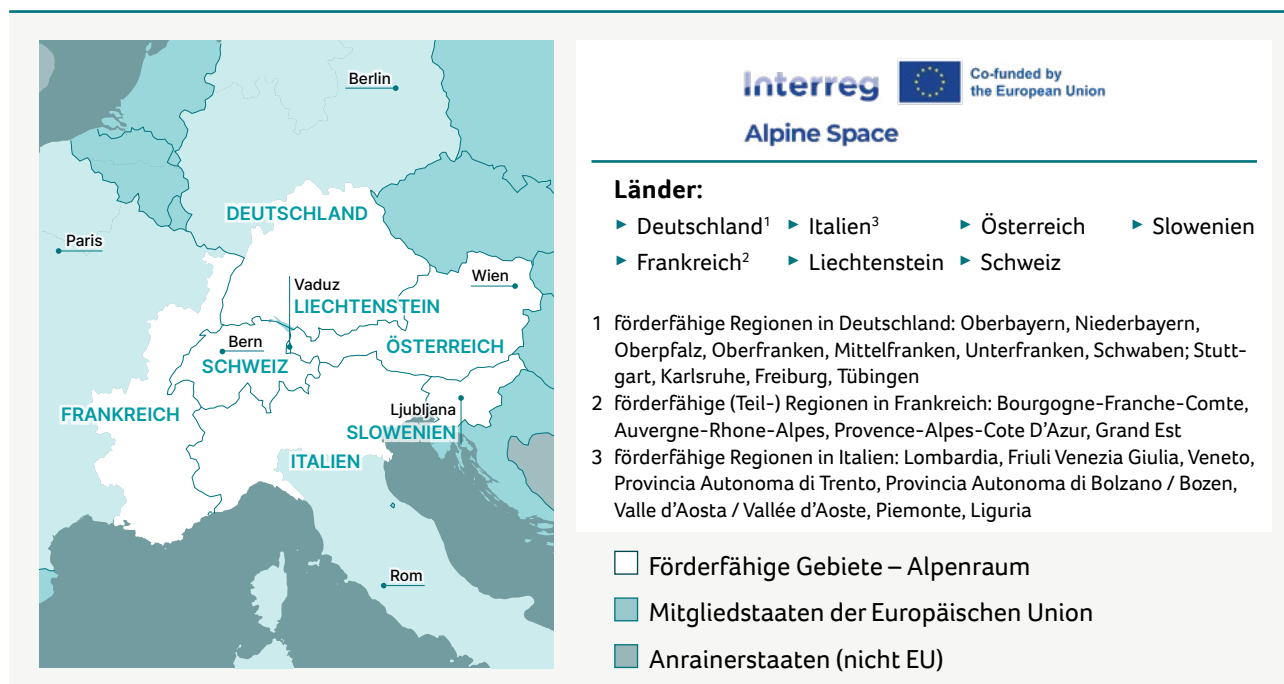 Berlin
DEUTSCHLAND
Paris
Wien
Vaduz
LIECHTENSTEIN
Bern
ÖSTERREICH
SCHWEIZ
FRANKREICH
Ljubljana
SLOWENIEN
ITALIEN
Rom
Interreg
Co-funded by
the European Union
Alpine Space
Länder:
▸ Deutschland¹ ▸ Italien³ ▸ Österreich ▸ Slowenien
▸ Frankreich² ▸ Liechtenstein ▸ Schweiz
1 förderfähige Regionen in Deutschland: Oberbayern, Niederbayern,
Oberpfalz, Oberfranken, Mittelfranken, Unterfranken, Schwaben; Stutt-
gart, Karlsruhe, Freiburg, Tübingen
2 förderfähige (Teil-) Regionen in Frankreich: Bourgogne-Franche-Comte,
Auvergne-Rhone-Alpes, Provence-Alpes-Cote D’Azur, Grand Est
3 förderfähige Regionen in Italien: Lombardia, Friuli Venezia Giulia, Veneto,
Provincia Autonoma di Trento, Provincia Autonoma di Bolzano / Bozen,
Valle d’Aosta / Vallée d’Aoste, Piemonte, Liguria
Förderfähige Gebiete – Alpenraum
Mitgliedstaaten der Europäischen Union
Anrainerstaaten (nicht EU)